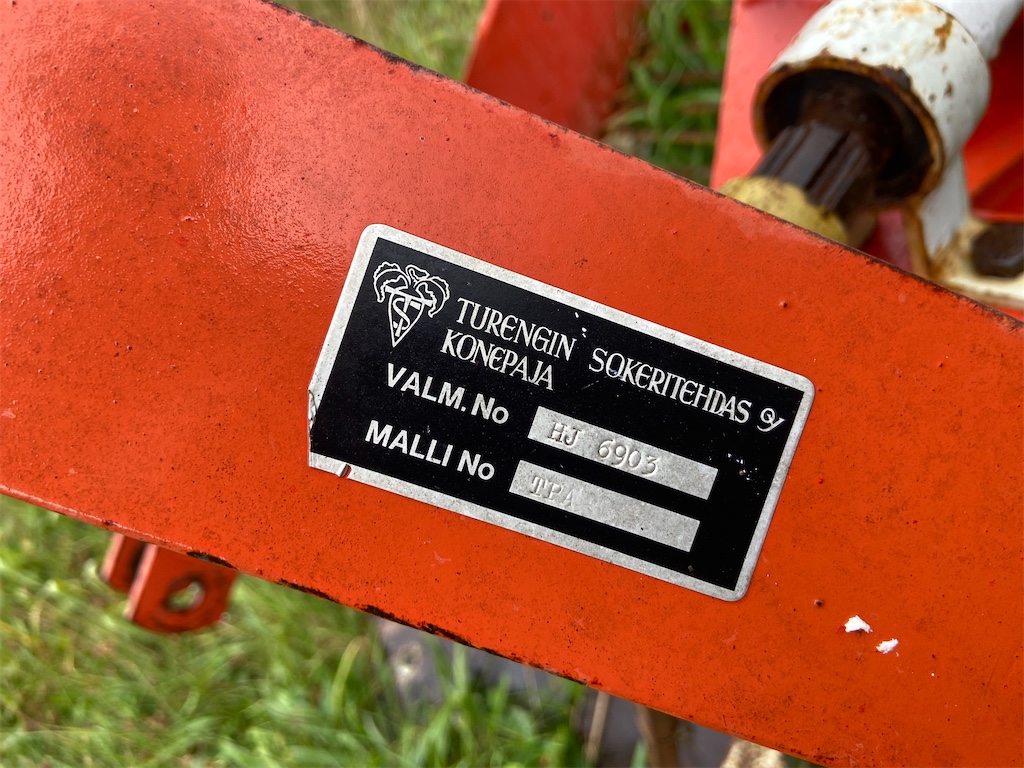 TURENGIN SOKERITEHDAS OY
KONEPAJA
VALM. No HJ 6903
MALLI No TPA